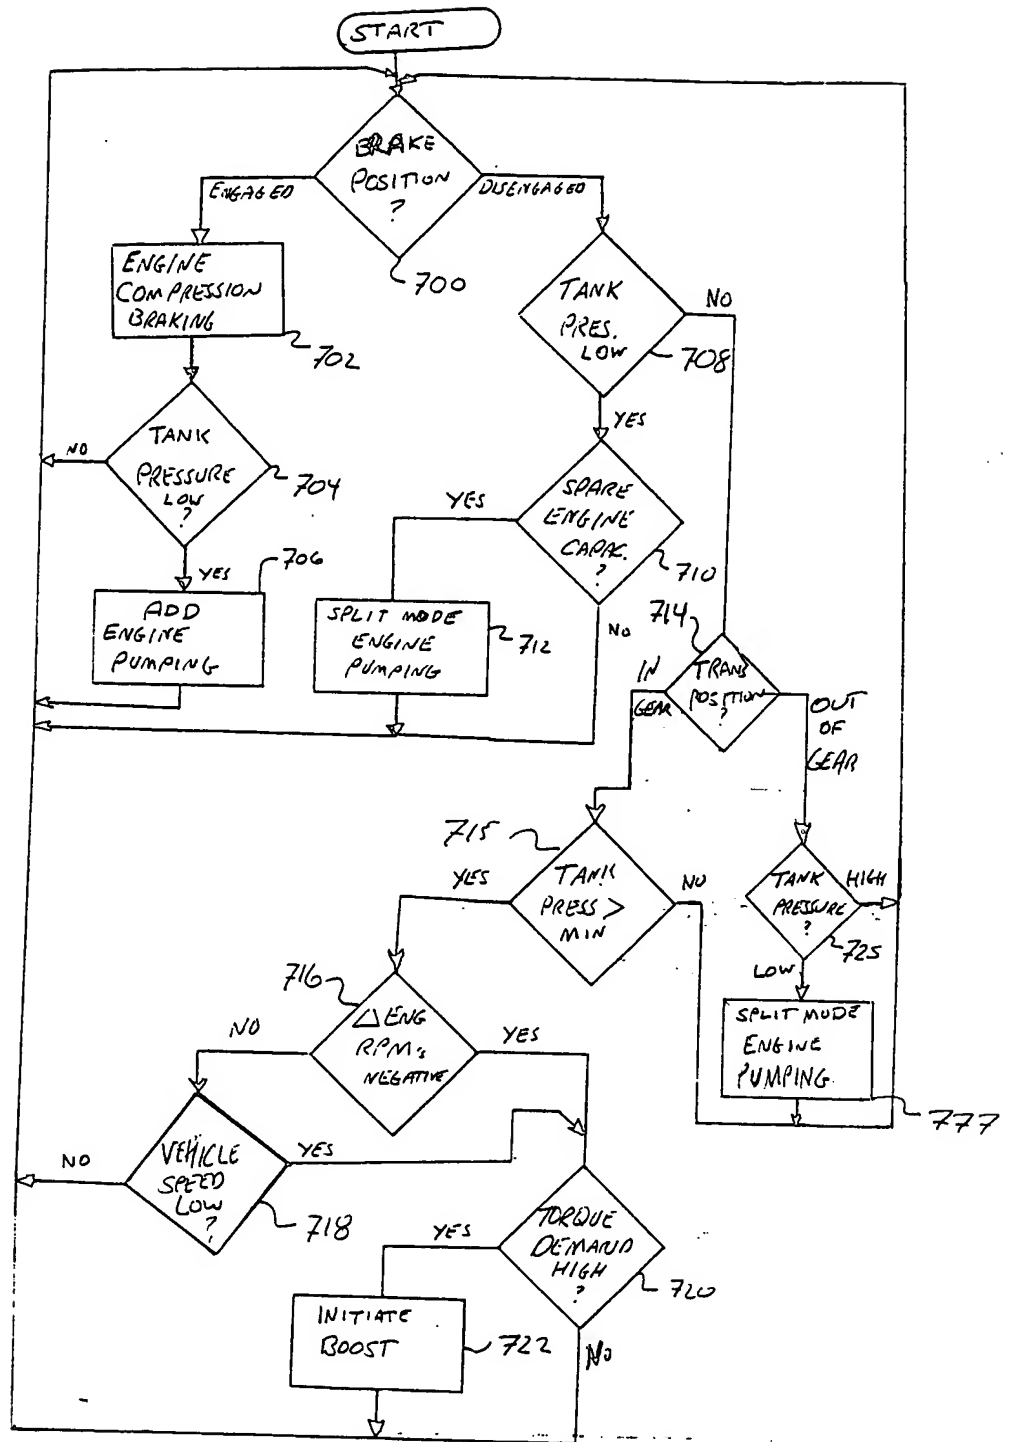 START
BRAKE
POSITION
?
ENGAGED
DISENGAGED
700
ENGINE
COMPRESSION
BRAKING
702
TANK
PRES.
LOW
708
NO
YES
TANK
PRESSURE
LOW
?
704
NO
YES
706
ADD
ENGINE
PUMPING
SPARE
ENGINE
CAPAC.
?
710
YES
NO
SPLIT MODE
ENGINE
PUMPING
712
714
TRANS
POSITION
?
IN
GEAR
OUT
OF
GEAR
715
TANK
PRESS >
MIN
YES
NO
TANK
PRESSURE
?
725
HIGH
LOW
SPLIT MODE
ENGINE
PUMPING
777
716
△ ENG
RPM's
NEGATIVE
NO
YES
VEHICLE
SPEED
LOW
?
718
NO
YES
TORQUE
DEMAND
HIGH
?
720
YES
NO
INITIATE
BOOST
722